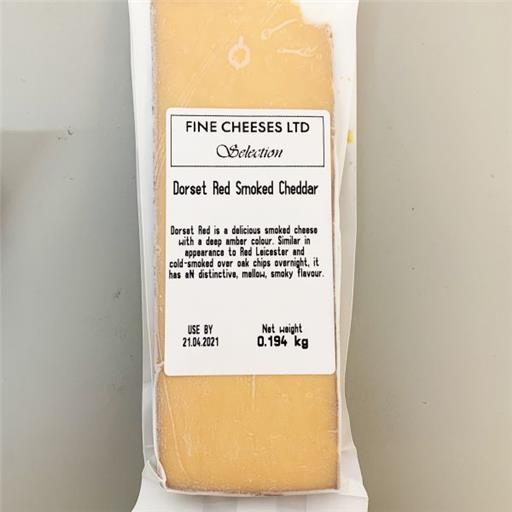 FINE CHEESES LTD
Selection
Dorset Red Smoked Cheddar
Dorset Red is a delicious smoked cheese
with a deep amber colour. Similar in
appearance to Red Leicester and
cold-smoked over oak chips overnight, it
has aN distinctive, mellow, smoky flavour.
USE BY Net weight
21.04.2021 0.194 kg